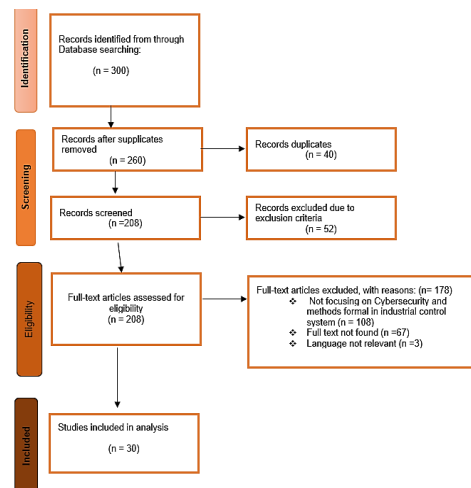 Identification
Records identified from through
Database searching:
(n = 300)
Screening
Records after supplicates
removed
(n = 260)
Records duplicates
(n = 40)
Records screened
(n =208)
Records excluded due to
exclusion criteria
(n = 52)
Eligibility
Full-text articles assessed for
eligibility
(n = 208)
Full-text articles excluded, with reasons: (n= 178)
❖ Not focusing on Cybersecurity and
methods formal in industrial control
system (n = 108)
❖ Full text not found (n =67)
❖ Language not relevant (n =3)
Included
Studies included in analysis
(n = 30)